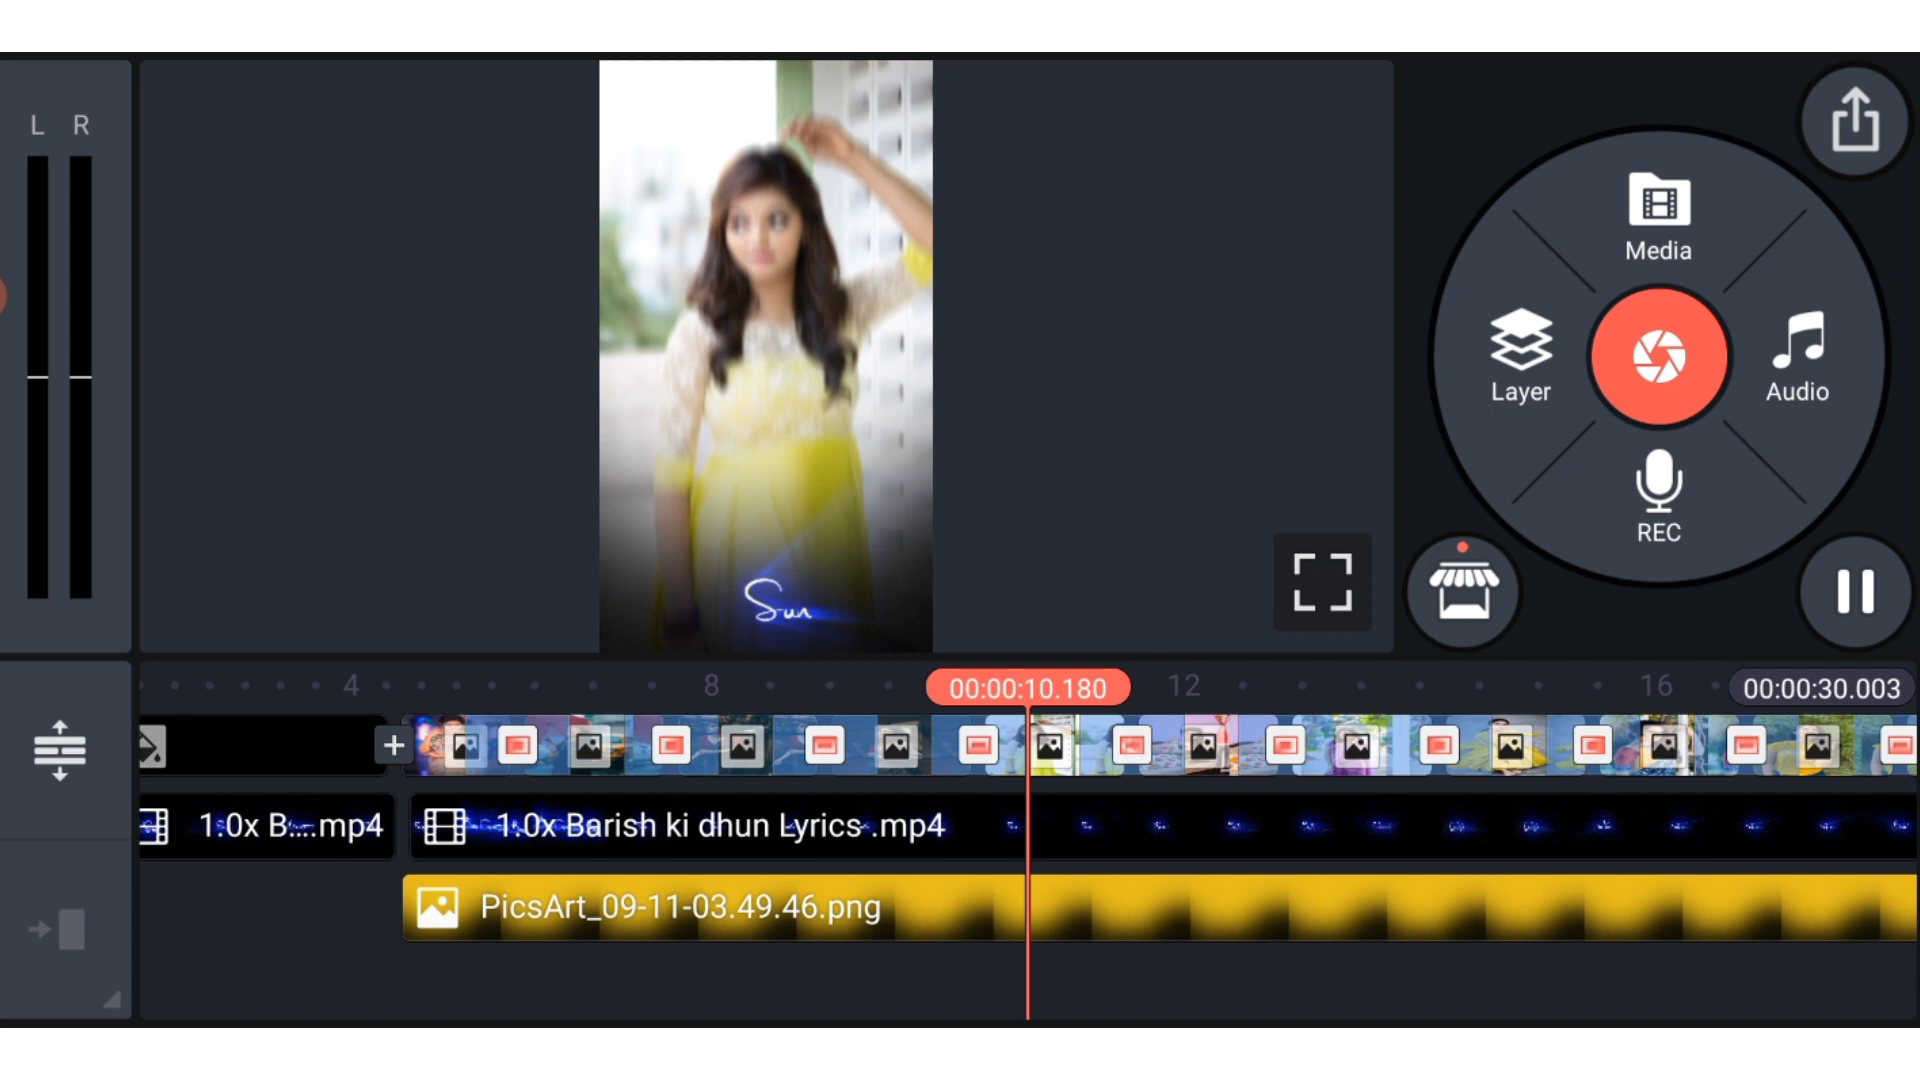 L R
Media
Layer
Audio
REC
Sun
4 8 00:00:10.180 12 16 00:00:30.003
1.0x B....mp4
1.0x Barish ki dhun Lyrics .mp4
PicsArt_09-11-03.49.46.png